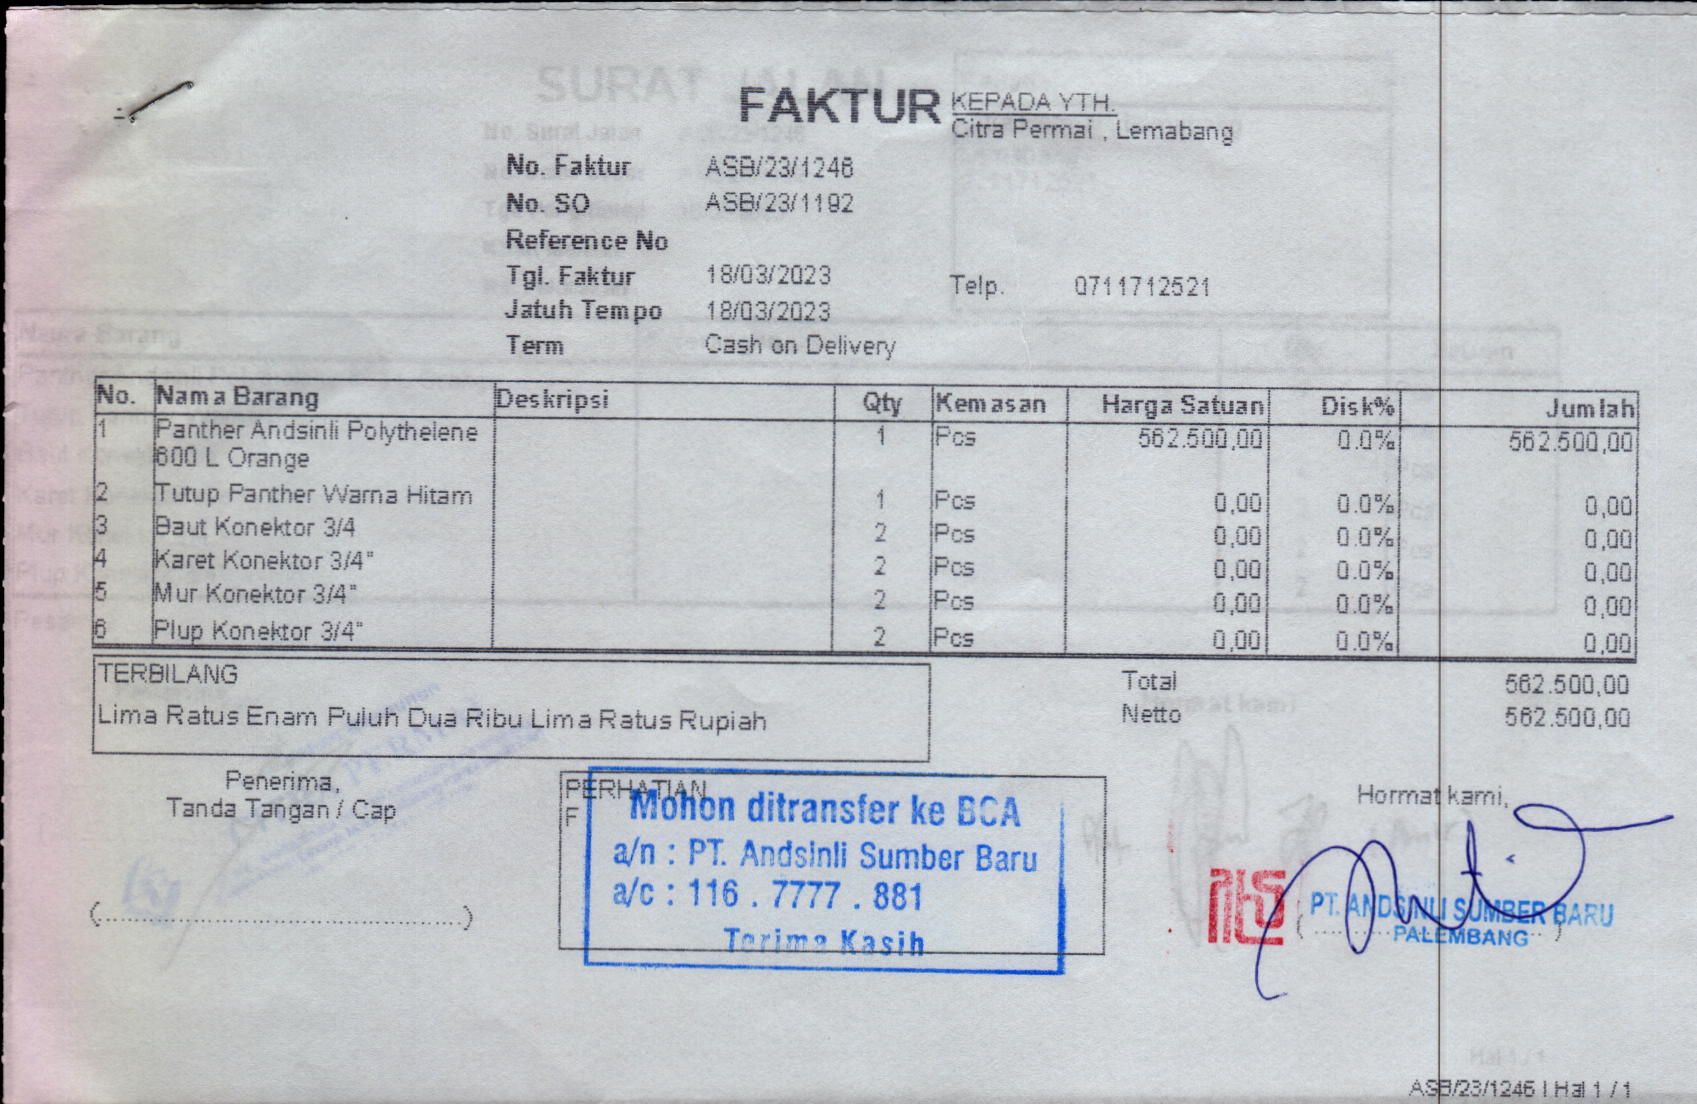 FAKTUR
KEPADA YTH.
Citra Permai , Lemabang
No. Faktur ASB/23/1246
No. SO ASB/23/1192
Reference No
Tgl. Faktur 18/03/2023
Telp. 0711712521
Jatuh Tempo 18/03/2023
Term Cash on Delivery
No. Nama Barang Deskripsi Qty Kemasan Harga Satuan Disk% Jumlah
1 Panther Andsinli Polythelene 1 Pcs 562.500,00 0.0% 562.500,00
600 L Orange
2 Tutup Panther Warna Hitam 1 Pcs 0,00 0.0% 0,00
3 Baut Konektor 3/4 2 Pcs 0,00 0.0% 0,00
4 Karet Konektor 3/4" 2 Pcs 0,00 0.0% 0,00
5 Mur Konektor 3/4" 2 Pcs 0,00 0.0% 0,00
6 Plup Konektor 3/4" 2 Pcs 0,00 0.0% 0,00
TERBILANG
Lima Ratus Enam Puluh Dua Ribu Lima Ratus Rupiah
Total 562.500,00
Netto 562.500,00
Penerima,
Tanda Tangan / Cap
PERHATIAN
F
Mohon ditransfer ke BCA
a/n : PT. Andsinli Sumber Baru
a/c : 116 . 7777 . 881
Terima Kasih
Hormat kami,
PT. ANDSINLI SUMBER BARU
PALEMBANG
ASB/23/1246 | Hal 1 / 1